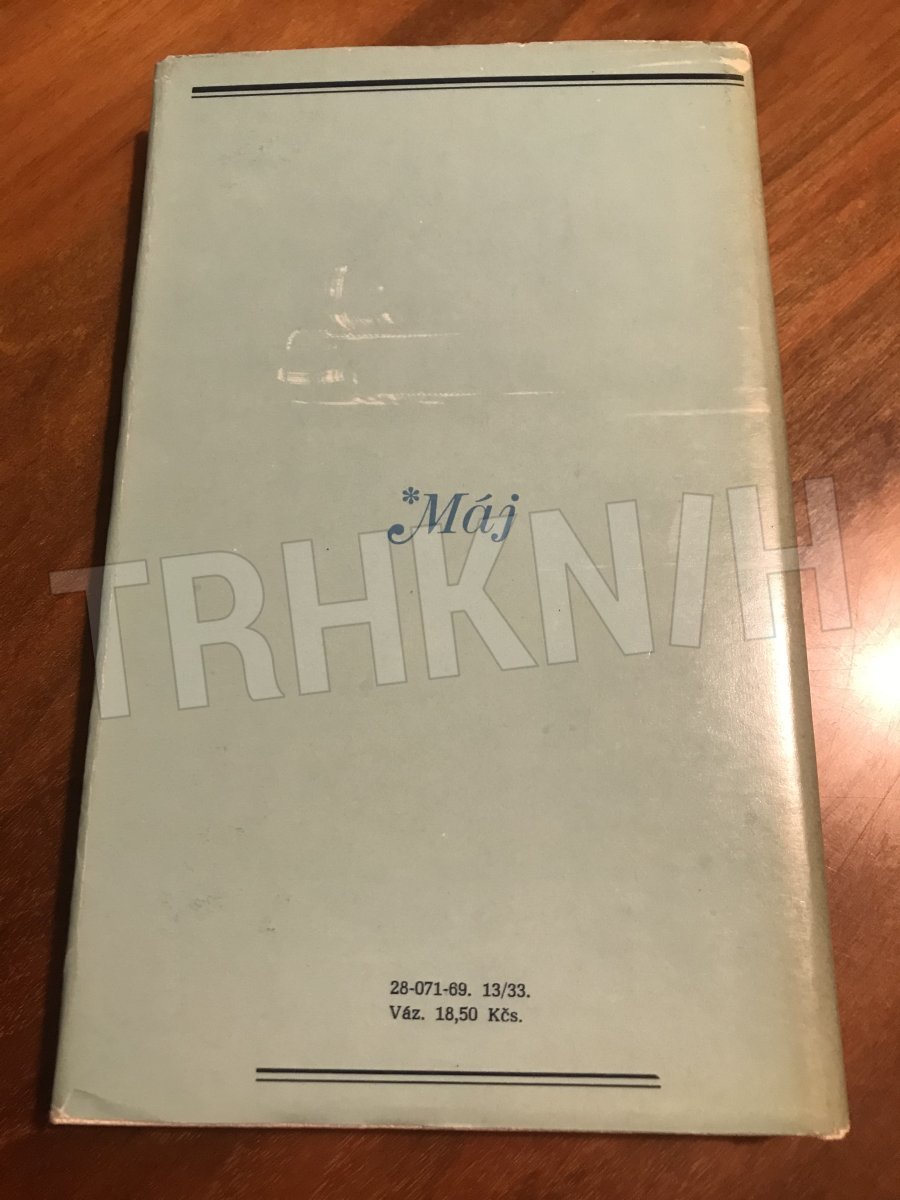 *Máj
TRHKNIH
28-071-69. 13/33.
Váz. 18,50 Kčs.